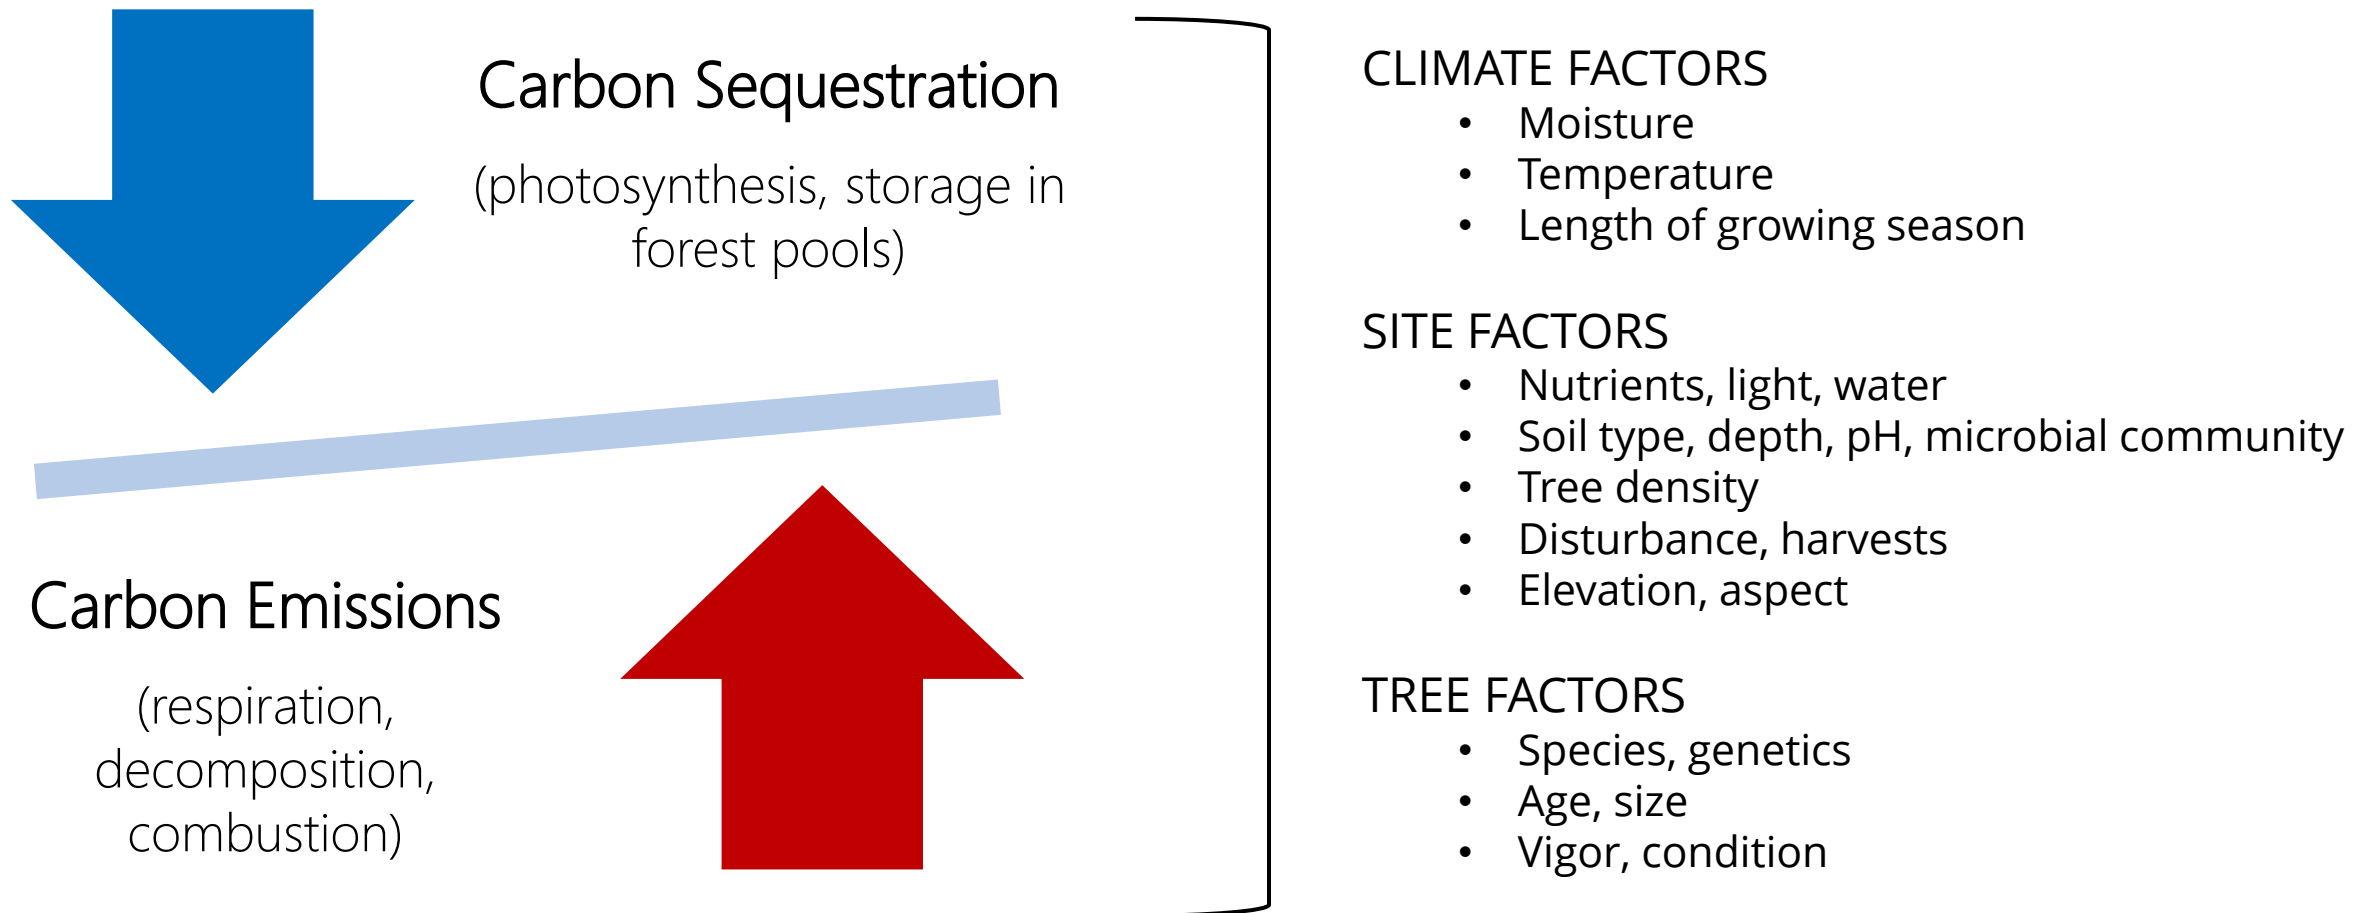 Carbon Sequestration
(photosynthesis, storage in
forest pools)
Carbon Emissions
(respiration,
decomposition,
combustion)
CLIMATE FACTORS
• Moisture
• Temperature
• Length of growing season
SITE FACTORS
• Nutrients, light, water
• Soil type, depth, pH, microbial community
• Tree density
• Disturbance, harvests
• Elevation, aspect
TREE FACTORS
• Species, genetics
• Age, size
• Vigor, condition